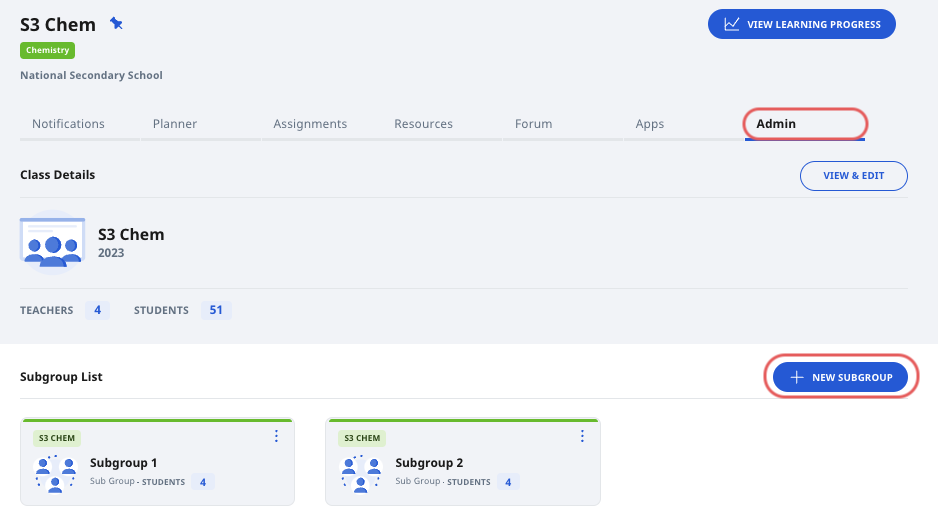 S3 Chem
VIEW LEARNING PROGRESS
Chemistry
National Secondary School
Notifications Planner Assignments Resources Forum Apps Admin
Class Details
VIEW & EDIT
S3 Chem
2023
TEACHERS 4 STUDENTS 51
Subgroup List
NEW SUBGROUP
S3 CHEM
Subgroup 1
Sub Group - STUDENTS 4
S3 CHEM
Subgroup 2
Sub Group - STUDENTS 4